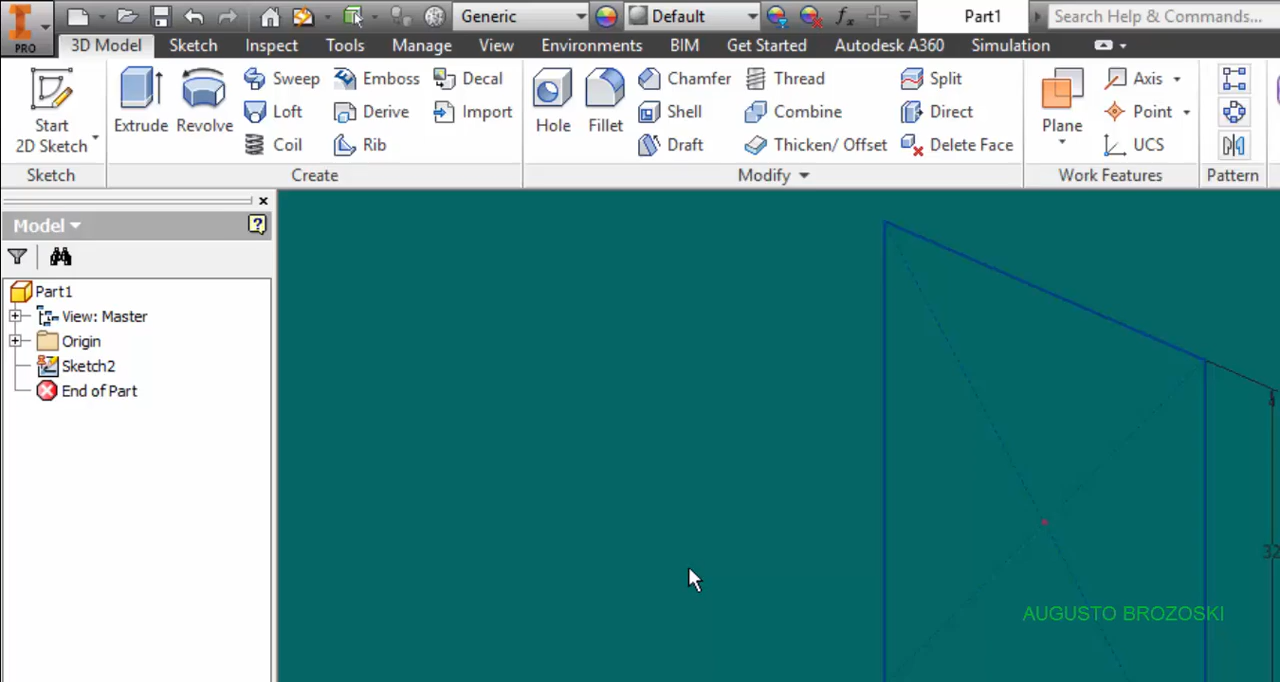 PRO
Generic
Default
Part1
Search Help & Commands...
3D Model
Sketch
Inspect
Tools
Manage
View
Environments
BIM
Get Started
Autodesk A360
Simulation
Start
2D Sketch
Extrude
Revolve
Sweep
Loft
Coil
Emboss
Derive
Rib
Decal
Import
Hole
Fillet
Chamfer
Shell
Draft
Thread
Combine
Thicken/ Offset
Split
Direct
Delete Face
Plane
Axis
Point
UCS
Sketch
Create
Modify
Work Features
Pattern
Model
Part1
View: Master
Origin
Sketch2
End of Part
32
AUGUSTO BROZOSKI